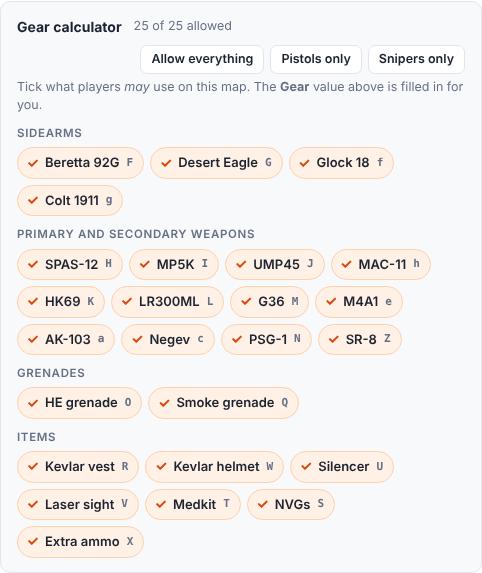 Gear calculator 25 of 25 allowed
Allow everything Pistols only Snipers only
Tick what players may use on this map. The Gear value above is filled in for
you.
SIDEARMS
✓ Beretta 92G F ✓ Desert Eagle G ✓ Glock 18 f
✓ Colt 1911 g
PRIMARY AND SECONDARY WEAPONS
✓ SPAS-12 H ✓ MP5K I ✓ UMP45 J ✓ MAC-11 h
✓ HK69 K ✓ LR300ML L ✓ G36 M ✓ M4A1 e
✓ AK-103 a ✓ Negev c ✓ PSG-1 N ✓ SR-8 Z
GRENADES
✓ HE grenade O ✓ Smoke grenade Q
ITEMS
✓ Kevlar vest R ✓ Kevlar helmet W ✓ Silencer U
✓ Laser sight V ✓ Medkit T ✓ NVGs S
✓ Extra ammo X